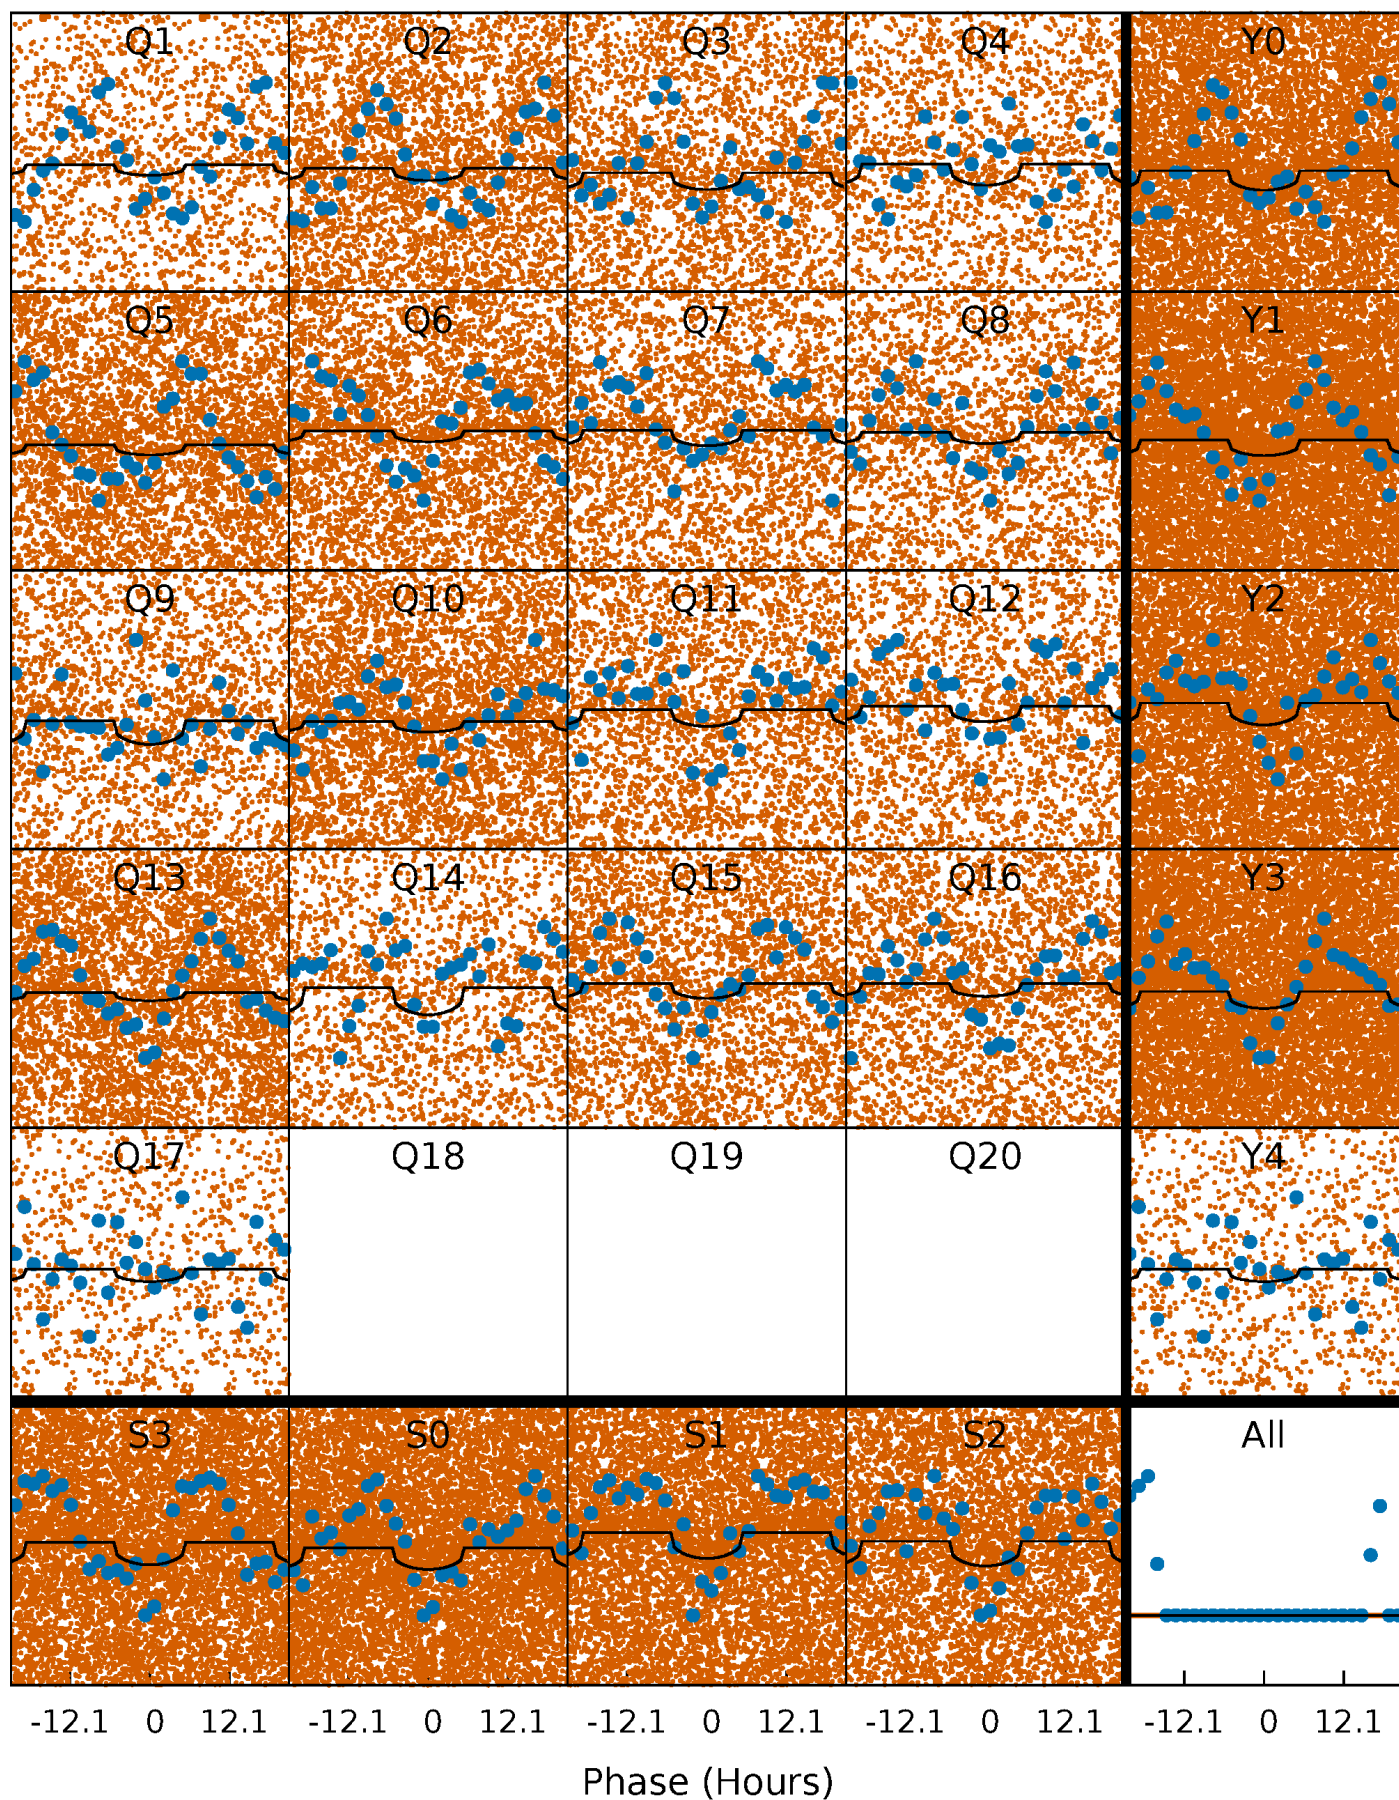 Q1 Q2 Q3 Q4 Y0
Q5 Q6 Q7 Q8 Y1
Q9 Q10 Q11 Q12 Y2
Q13 Q14 Q15 Q16 Y3
Q17 Q18 Q19 Q20 Y4
S3 S0 S1 S2 All
-12.1 0 12.1 -12.1 0 12.1 -12.1 0 12.1 -12.1 0 12.1 -12.1 0 12.1
Phase (Hours)